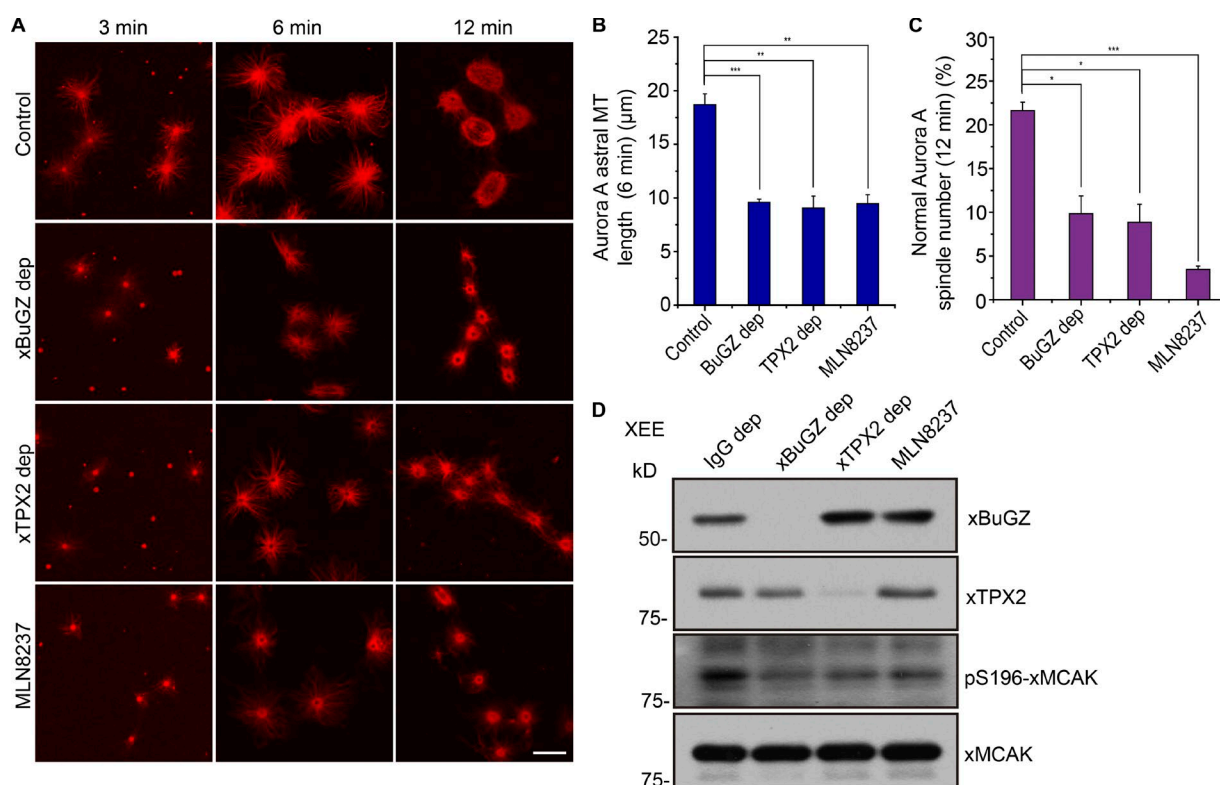 A
3 min
6 min
12 min
Control
xBuGZ dep
xTPX2 dep
MLN8237
B
Aurora A astral MT
length (6 min) (μm)
25
20
15
10
5
0
***
**
**
Control
BuGZ dep
TPX2 dep
MLN8237
C
Normal Aurora A
spindle number (12 min) (%)
30
25
20
15
10
5
0
*
*
***
Control
BuGZ dep
TPX2 dep
MLN8237
D
XEE
IgG dep
xBuGZ dep
xTPX2 dep
MLN8237
kD
50-
xBuGZ
75-
xTPX2
75-
pS196-xMCAK
75-
xMCAK